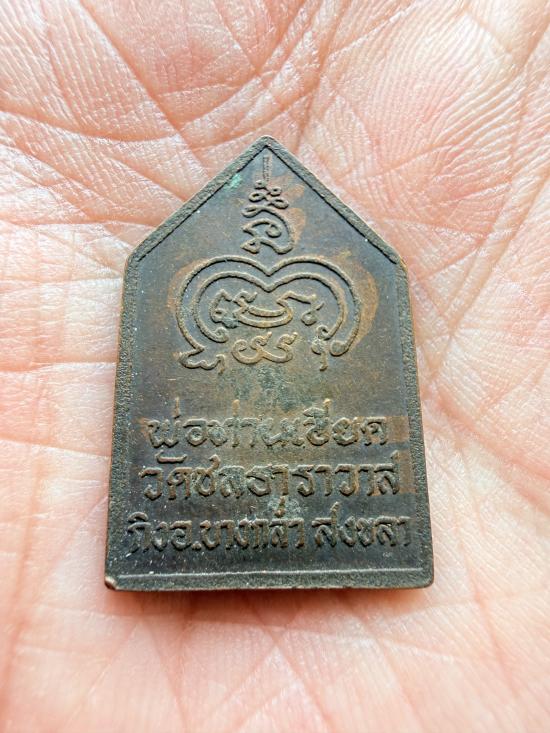 พ่อท่านเขียด
วัดชลธาราวาส
กิ่งอ.บางกล่ำ สงขลา